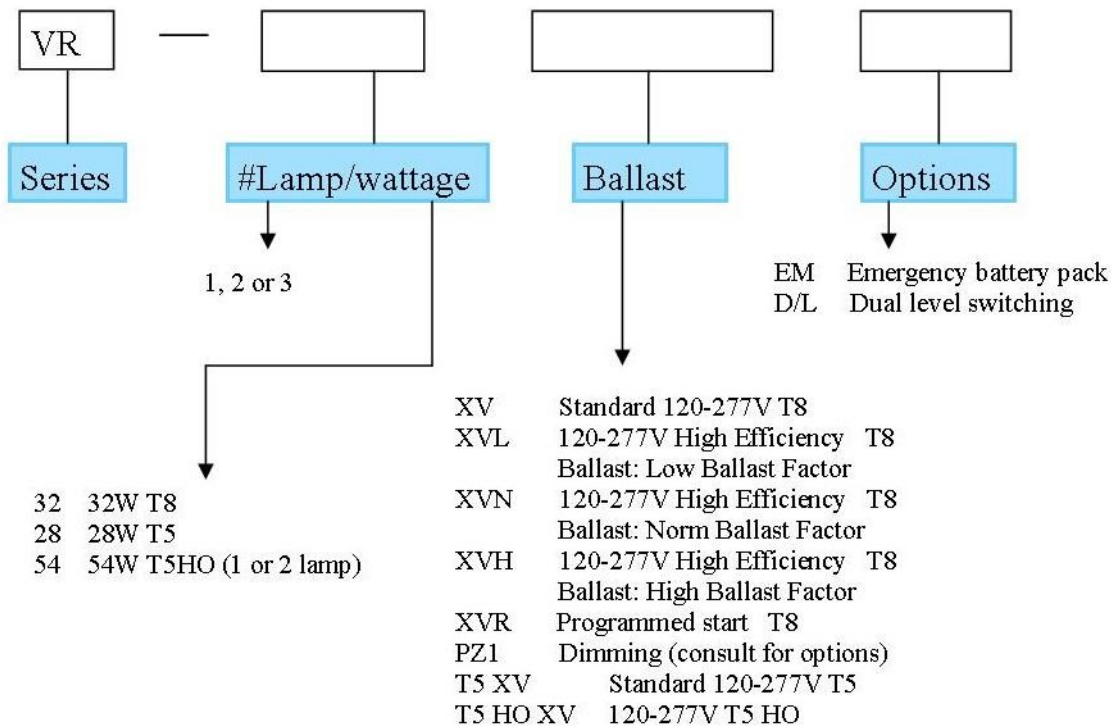 VR —
Series #Lamp/wattage Ballast Options
1, 2 or 3
EM Emergency battery pack
D/L Dual level switching
32 32W T8
28 28W T5
54 54W T5HO (1 or 2 lamp)
XV Standard 120-277V T8
XVL 120-277V High Efficiency T8
Ballast: Low Ballast Factor
XVN 120-277V High Efficiency T8
Ballast: Norm Ballast Factor
XVH 120-277V High Efficiency T8
Ballast: High Ballast Factor
XVR Programmed start T8
PZ1 Dimming (consult for options)
T5 XV Standard 120-277V T5
T5 HO XV 120-277V T5 HO